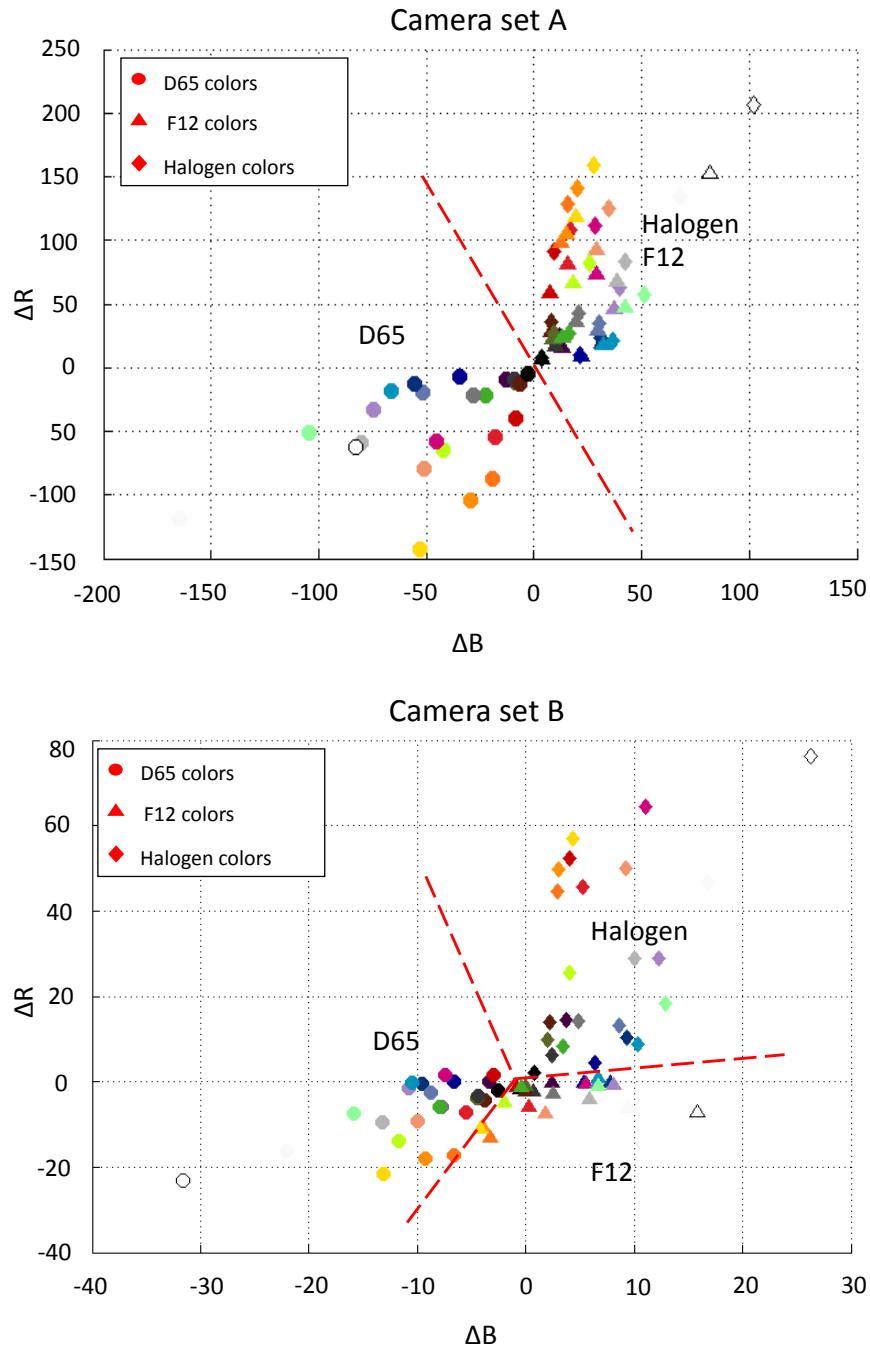 Camera set A
250
200
150
100
50
0
50
-100
-150
-200
-150
-100
-50
0
50
100
150
ΔR
ΔB
D65 colors
F12 colors
Halogen colors
Halogen
F12
D65
Camera set B
80
60
40
20
0
-20
-40
-40
-30
-20
-10
0
10
20
30
ΔR
ΔB
D65 colors
F12 colors
Halogen colors
Halogen
D65
F12